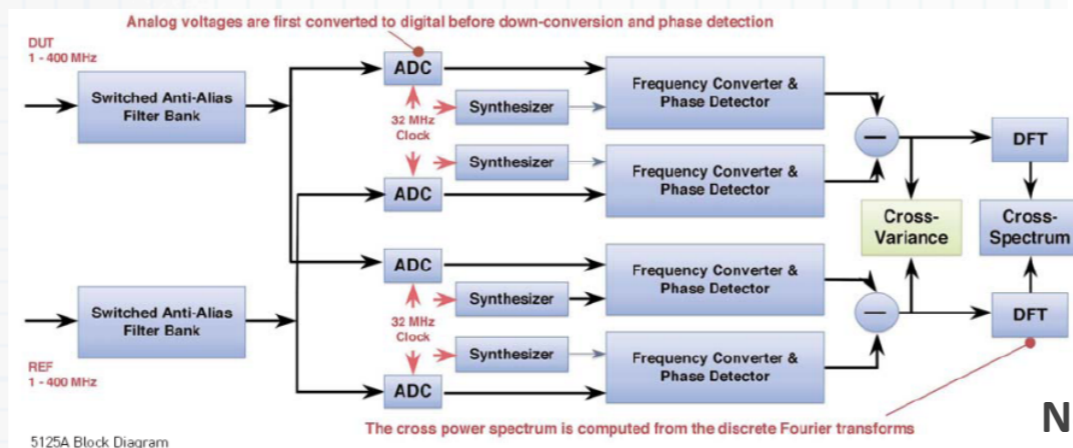 Analog voltages are first converted to digital before down-conversion and phase detection
DUT
1 - 400 MHz
Switched Anti-Alias
Filter Bank
ADC
Synthesizer
32 MHz
Clock
Synthesizer
ADC
Frequency Converter &
Phase Detector
Frequency Converter &
Phase Detector
—
DFT
Cross-
Variance
Cross-
Spectrum
Switched Anti-Alias
Filter Bank
REF
1 - 400 MHz
ADC
Synthesizer
32 MHz
Clock
Synthesizer
ADC
Frequency Converter &
Phase Detector
Frequency Converter &
Phase Detector
—
DFT
The cross power spectrum is computed from the discrete Fourier transforms
N
5125A Block Diagram